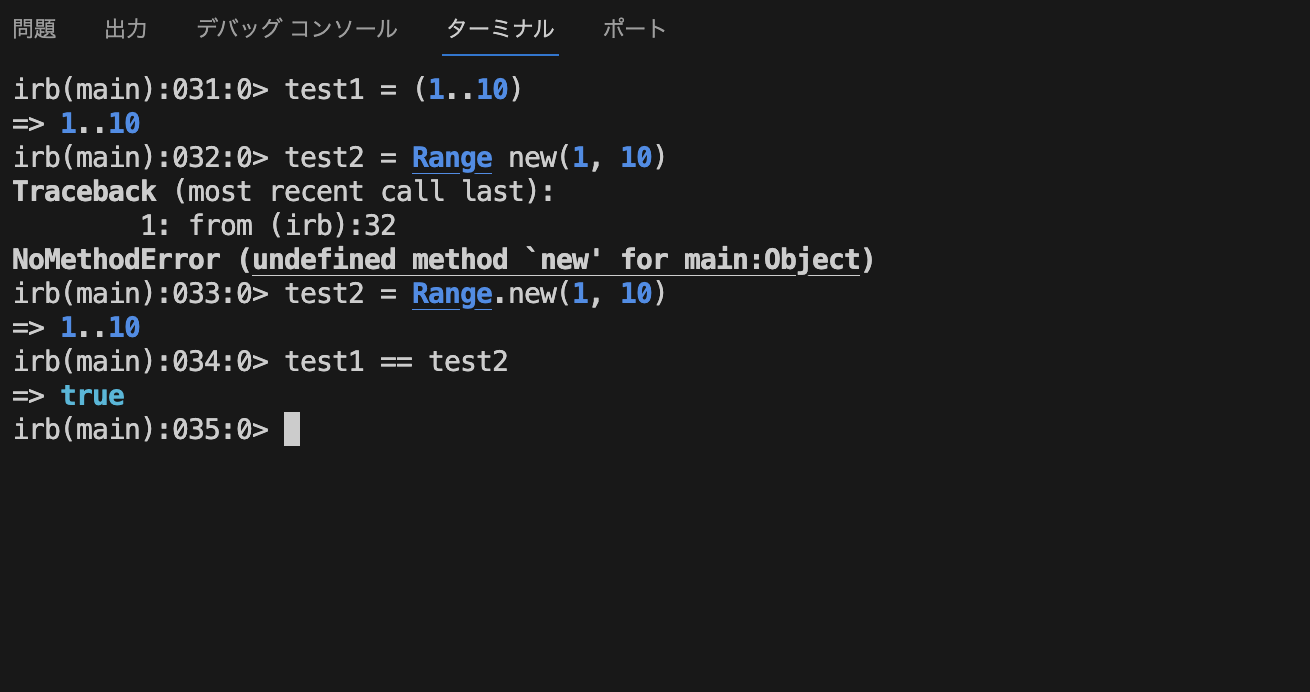 問題 出力 デバッグ コンソール ターミナル ポート
irb(main):031:0> test1 = (1..10)
=> 1..10
irb(main):032:0> test2 = Range new(1, 10)
Traceback (most recent call last):
        1: from (irb):32
NoMethodError (undefined method `new' for main:Object)
irb(main):033:0> test2 = Range.new(1, 10)
=> 1..10
irb(main):034:0> test1 == test2
=> true
irb(main):035:0>